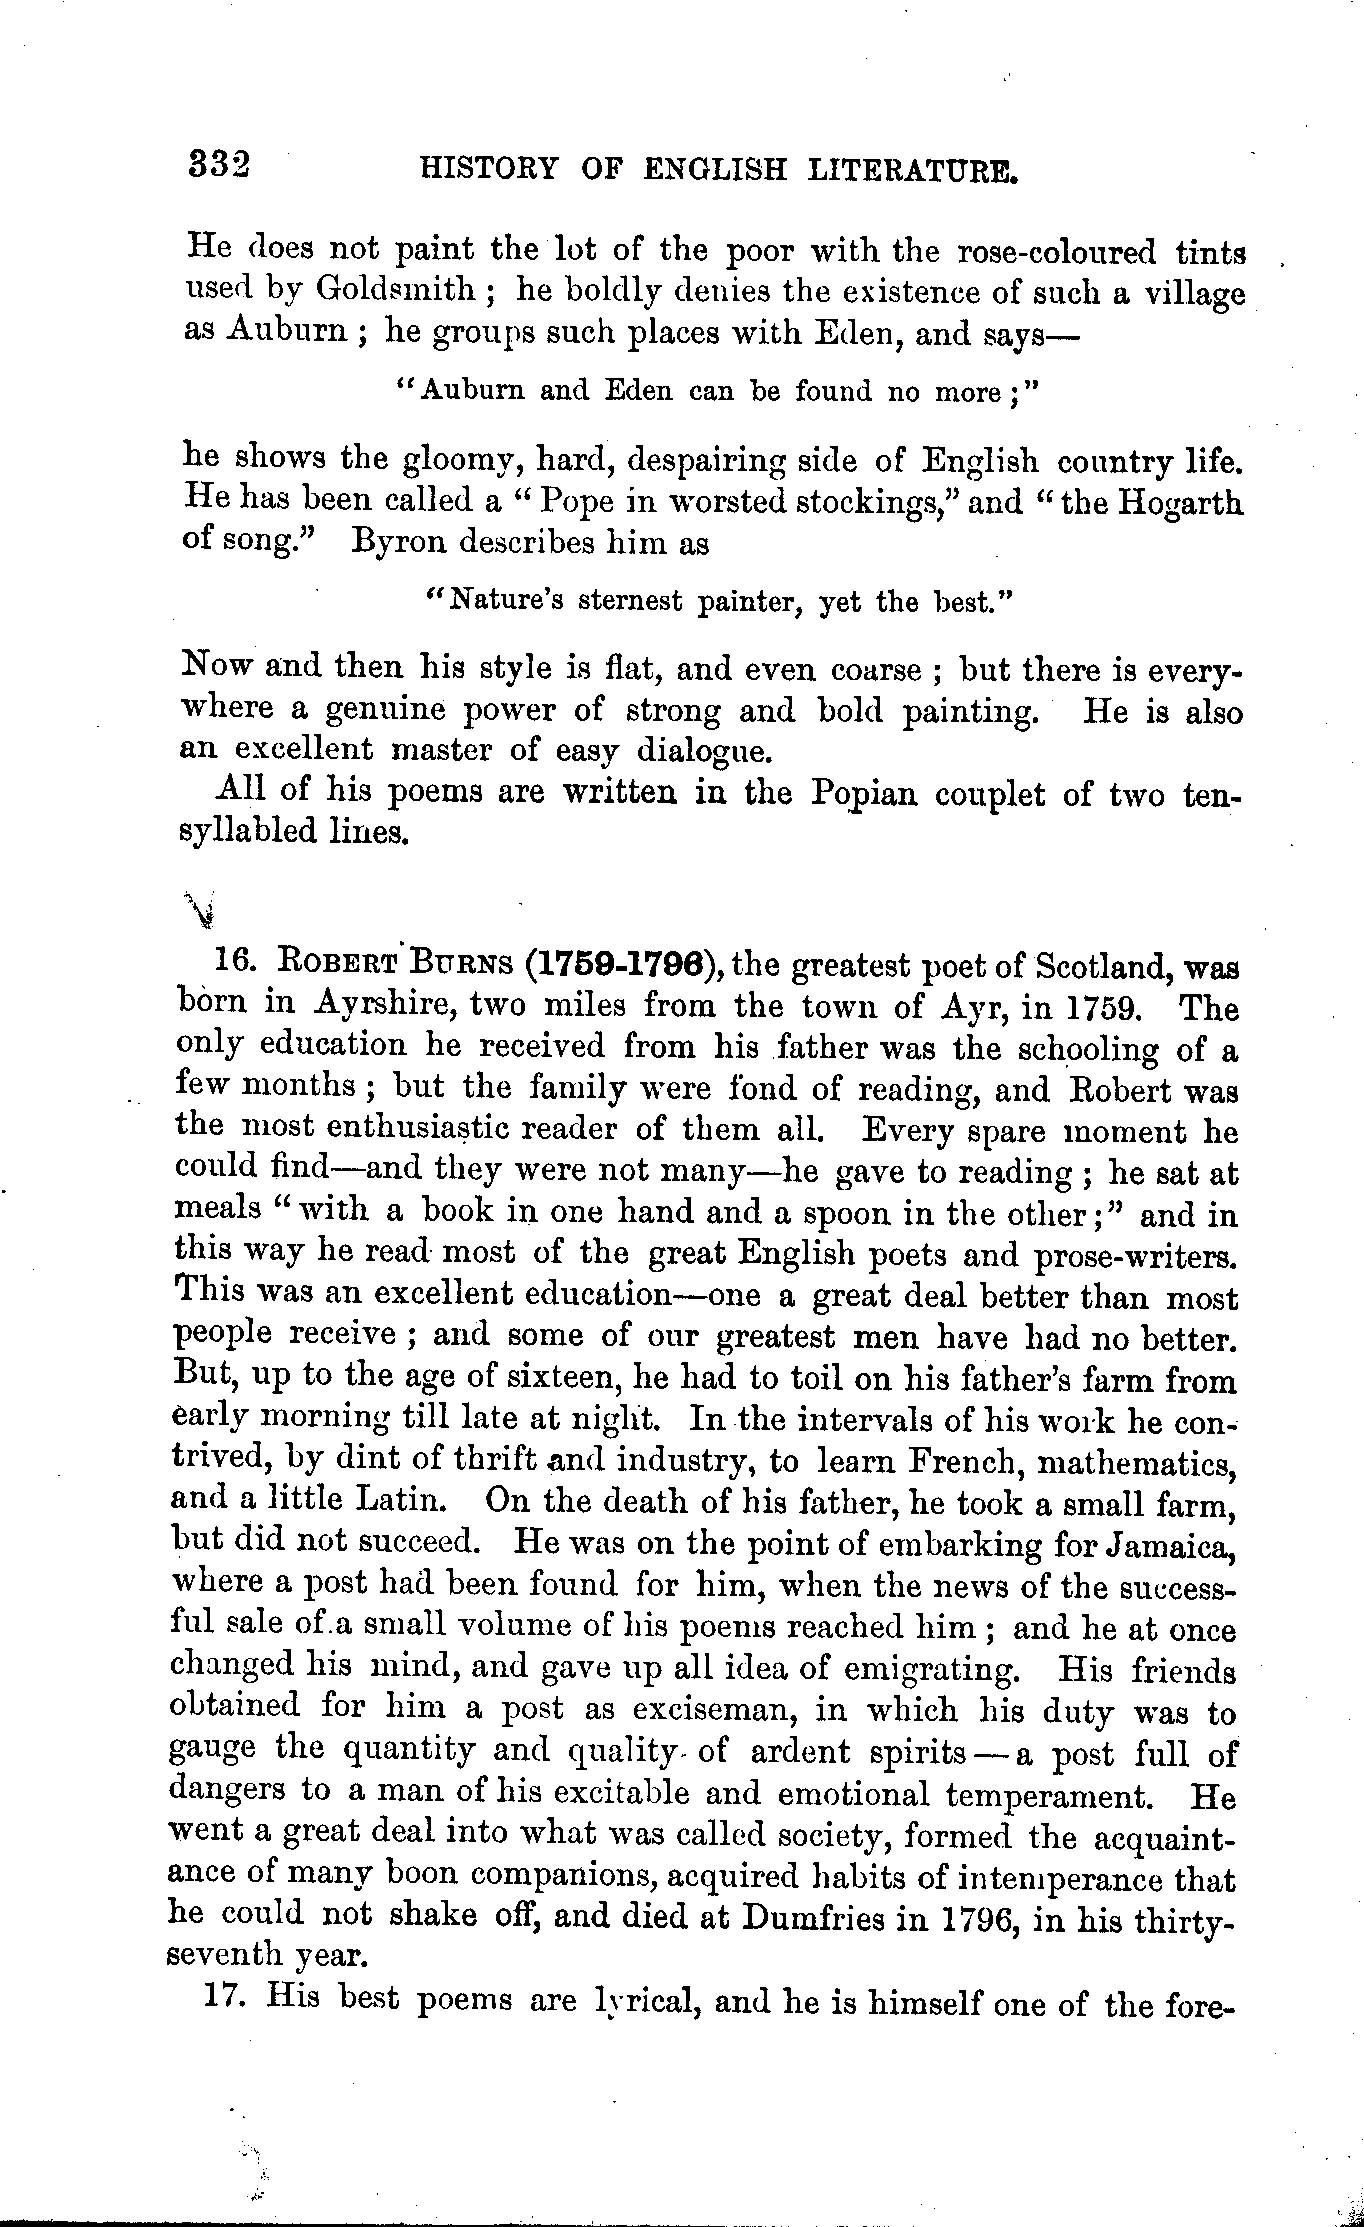 332 HISTORY OF ENGLISH LITERATURE.
He does not paint the lot of the poor with the rose-coloured tints
used by Goldsmith ; he boldly denies the existence of such a village
as Auburn ; he groups such places with Eden, and says—
"Auburn and Eden can be found no more ;"
he shows the gloomy, hard, despairing side of English country life.
He has been called a "Pope in worsted stockings," and "the Hogarth
of song." Byron describes him as
"Nature's sternest painter, yet the best."
Now and then his style is flat, and even coarse ; but there is every-
where a genuine power of strong and bold painting. He is also
an excellent master of easy dialogue.
All of his poems are written in the Popian couplet of two ten-
syllabled lines.
16. ROBERT BURNS (1759-1796), the greatest poet of Scotland, was
born in Ayrshire, two miles from the town of Ayr, in 1759. The
only education he received from his father was the schooling of a
few months ; but the family were fond of reading, and Robert was
the most enthusiastic reader of them all. Every spare moment he
could find—and they were not many—he gave to reading ; he sat at
meals "with a book in one hand and a spoon in the other ;" and in
this way he read most of the great English poets and prose-writers.
This was an excellent education—one a great deal better than most
people receive ; and some of our greatest men have had no better.
But, up to the age of sixteen, he had to toil on his father's farm from
early morning till late at night. In the intervals of his work he con-
trived, by dint of thrift and industry, to learn French, mathematics,
and a little Latin. On the death of his father, he took a small farm,
but did not succeed. He was on the point of embarking for Jamaica,
where a post had been found for him, when the news of the success-
ful sale of a small volume of his poems reached him ; and he at once
changed his mind, and gave up all idea of emigrating. His friends
obtained for him a post as exciseman, in which his duty was to
gauge the quantity and quality of ardent spirits — a post full of
dangers to a man of his excitable and emotional temperament. He
went a great deal into what was called society, formed the acquaint-
ance of many boon companions, acquired habits of intemperance that
he could not shake off, and died at Dumfries in 1796, in his thirty-
seventh year.
17. His best poems are lyrical, and he is himself one of the fore-